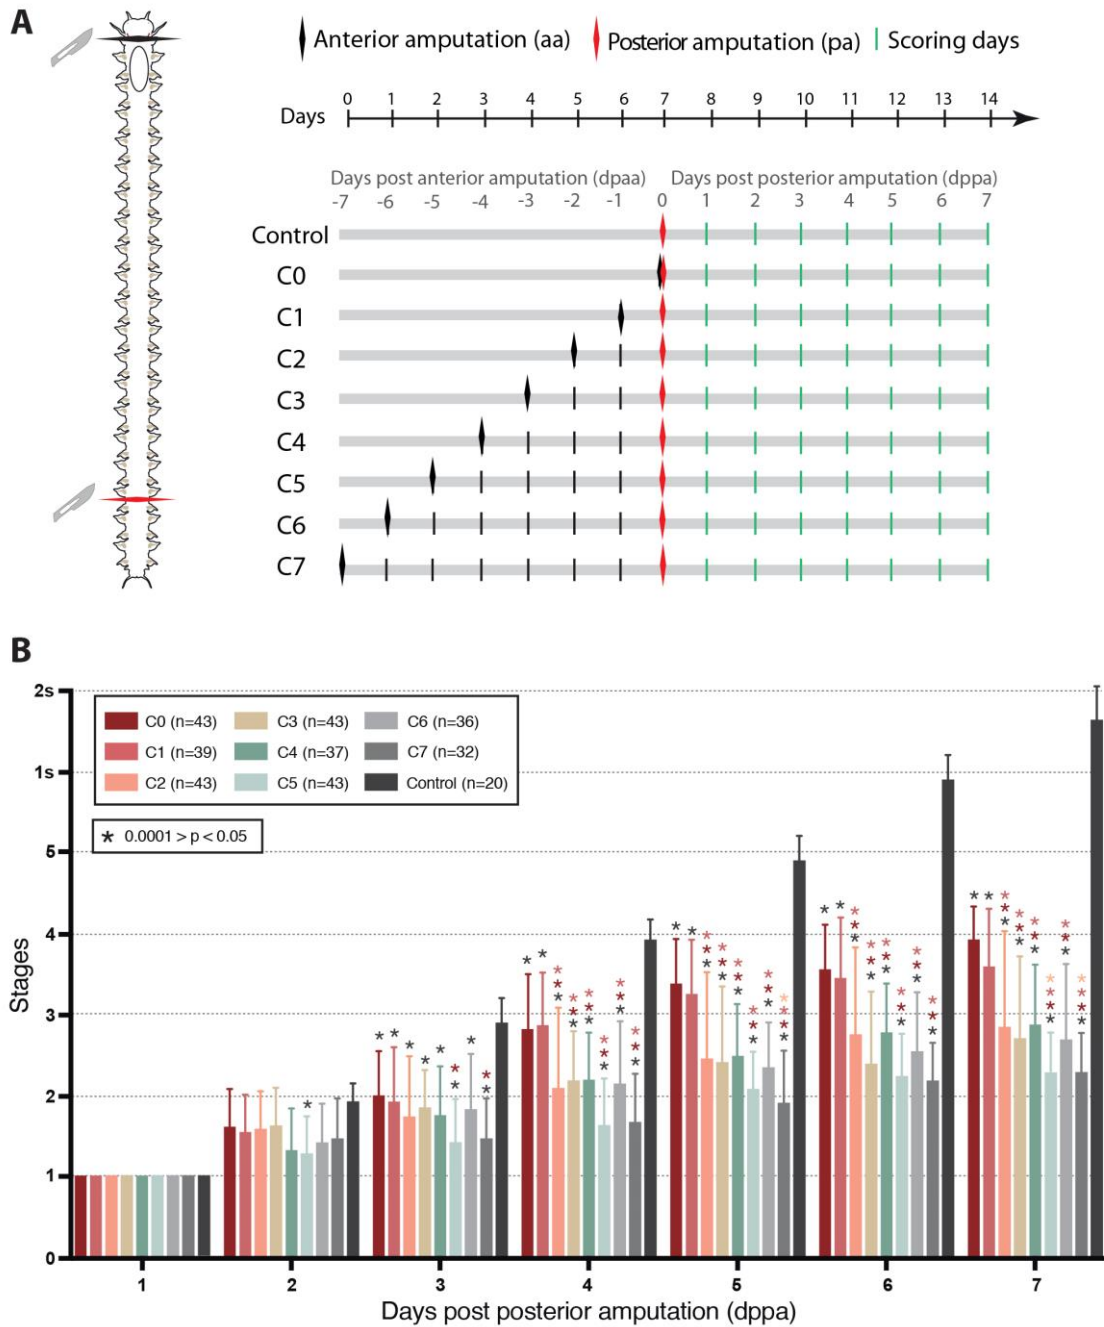 A
Anterior amputation (aa) Posterior amputation (pa) Scoring days
Days 0 1 2 3 4 5 6 7 8 9 10 11 12 13 14
Days post anterior amputation (dpaa) Days post posterior amputation (dppa)
-7 -6 -5 -4 -3 -2 -1 0 1 2 3 4 5 6 7
Control
C0
C1
C2
C3
C4
C5
C6
C7
B
C0 (n=43) C3 (n=43) C6 (n=36)
C1 (n=39) C4 (n=37) C7 (n=32)
C2 (n=43) C5 (n=43) Control (n=20)
* 0.0001 > p < 0.05
Stages
2s
1s
5
4
3
2
1
0
1 2 3 4 5 6 7
Days post posterior amputation (dppa)